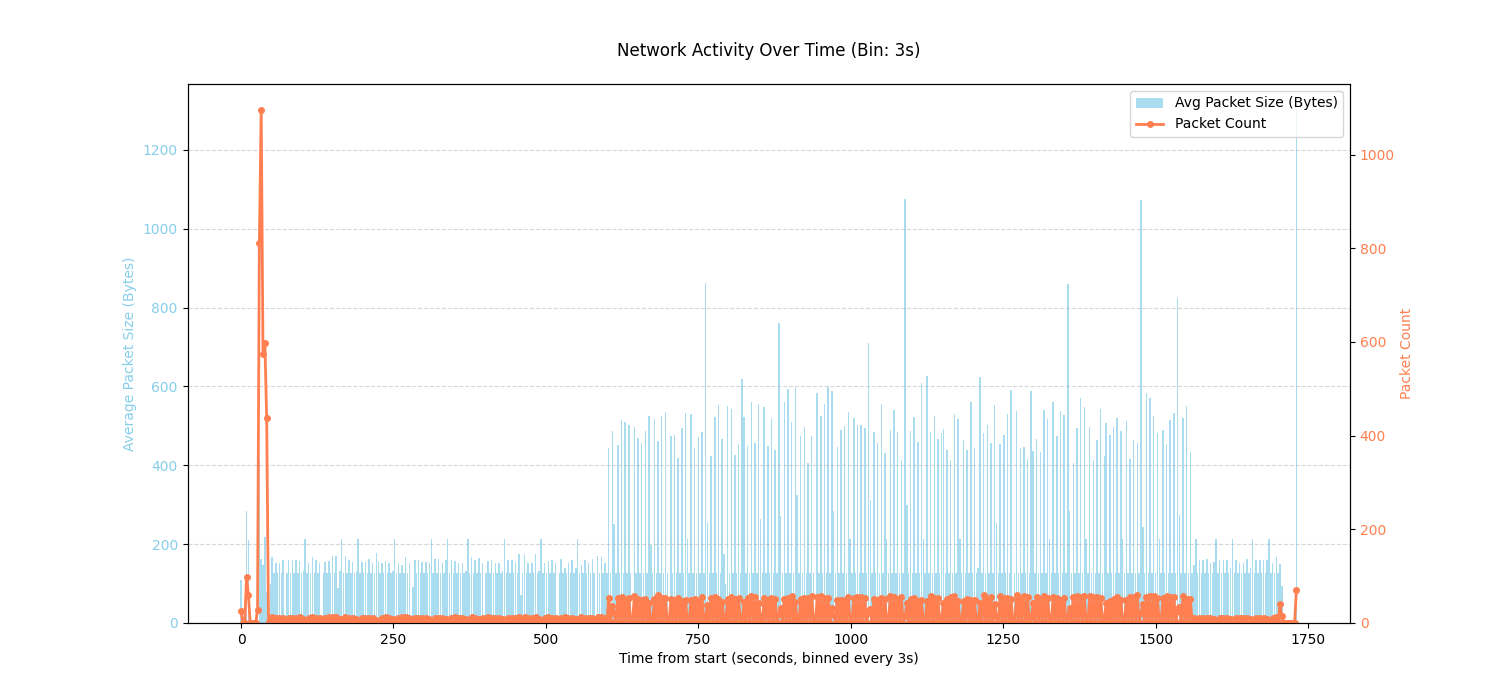 Network Activity Over Time (Bin: 3s)
Avg Packet Size (Bytes)
Packet Count
1200
1000
800
600
400
200
0
Average Packet Size (Bytes)
1000
800
600
400
200
0
Packet Count
0 250 500 750 1000 1250 1500 1750
Time from start (seconds, binned every 3s)